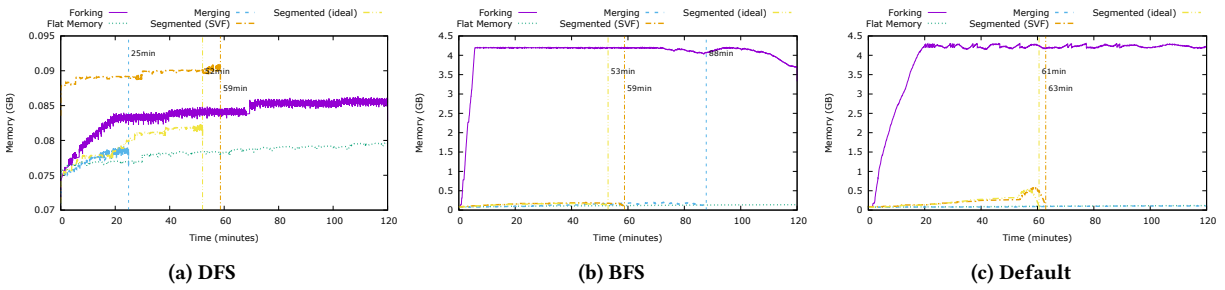 Forking
Flat Memory
Merging
Segmented (SVF)
Segmented (ideal)
0.095
0.09
0.085
0.08
0.075
0.07
Memory (GB)
25min
52min
59min
0 20 40 60 80 100 120
Time (minutes)
(a) DFS
Forking
Flat Memory
Merging
Segmented (SVF)
Segmented (ideal)
4.5
4
3.5
3
2.5
2
1.5
1
0.5
0
Memory (GB)
53min
59min
88min
0 20 40 60 80 100 120
Time (minutes)
(b) BFS
Forking
Flat Memory
Merging
Segmented (SVF)
Segmented (ideal)
4.5
4
3.5
3
2.5
2
1.5
1
0.5
0
Memory (GB)
61min
63min
0 20 40 60 80 100 120
Time (minutes)
(c) Default